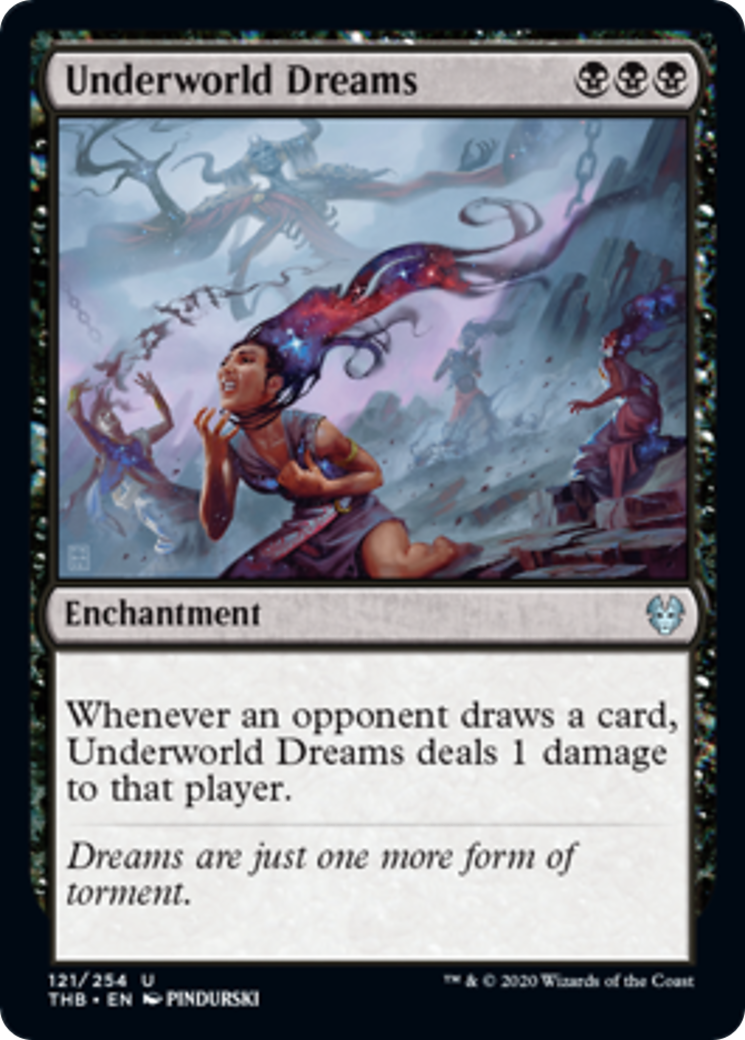 Underworld Dreams
Enchantment
Whenever an opponent draws a card,
Underworld Dreams deals 1 damage
to that player.
Dreams are just one more form of
torment.
121/254 U
™ & © 2020 Wizards of the Coast
THB • EN PINDURSKI